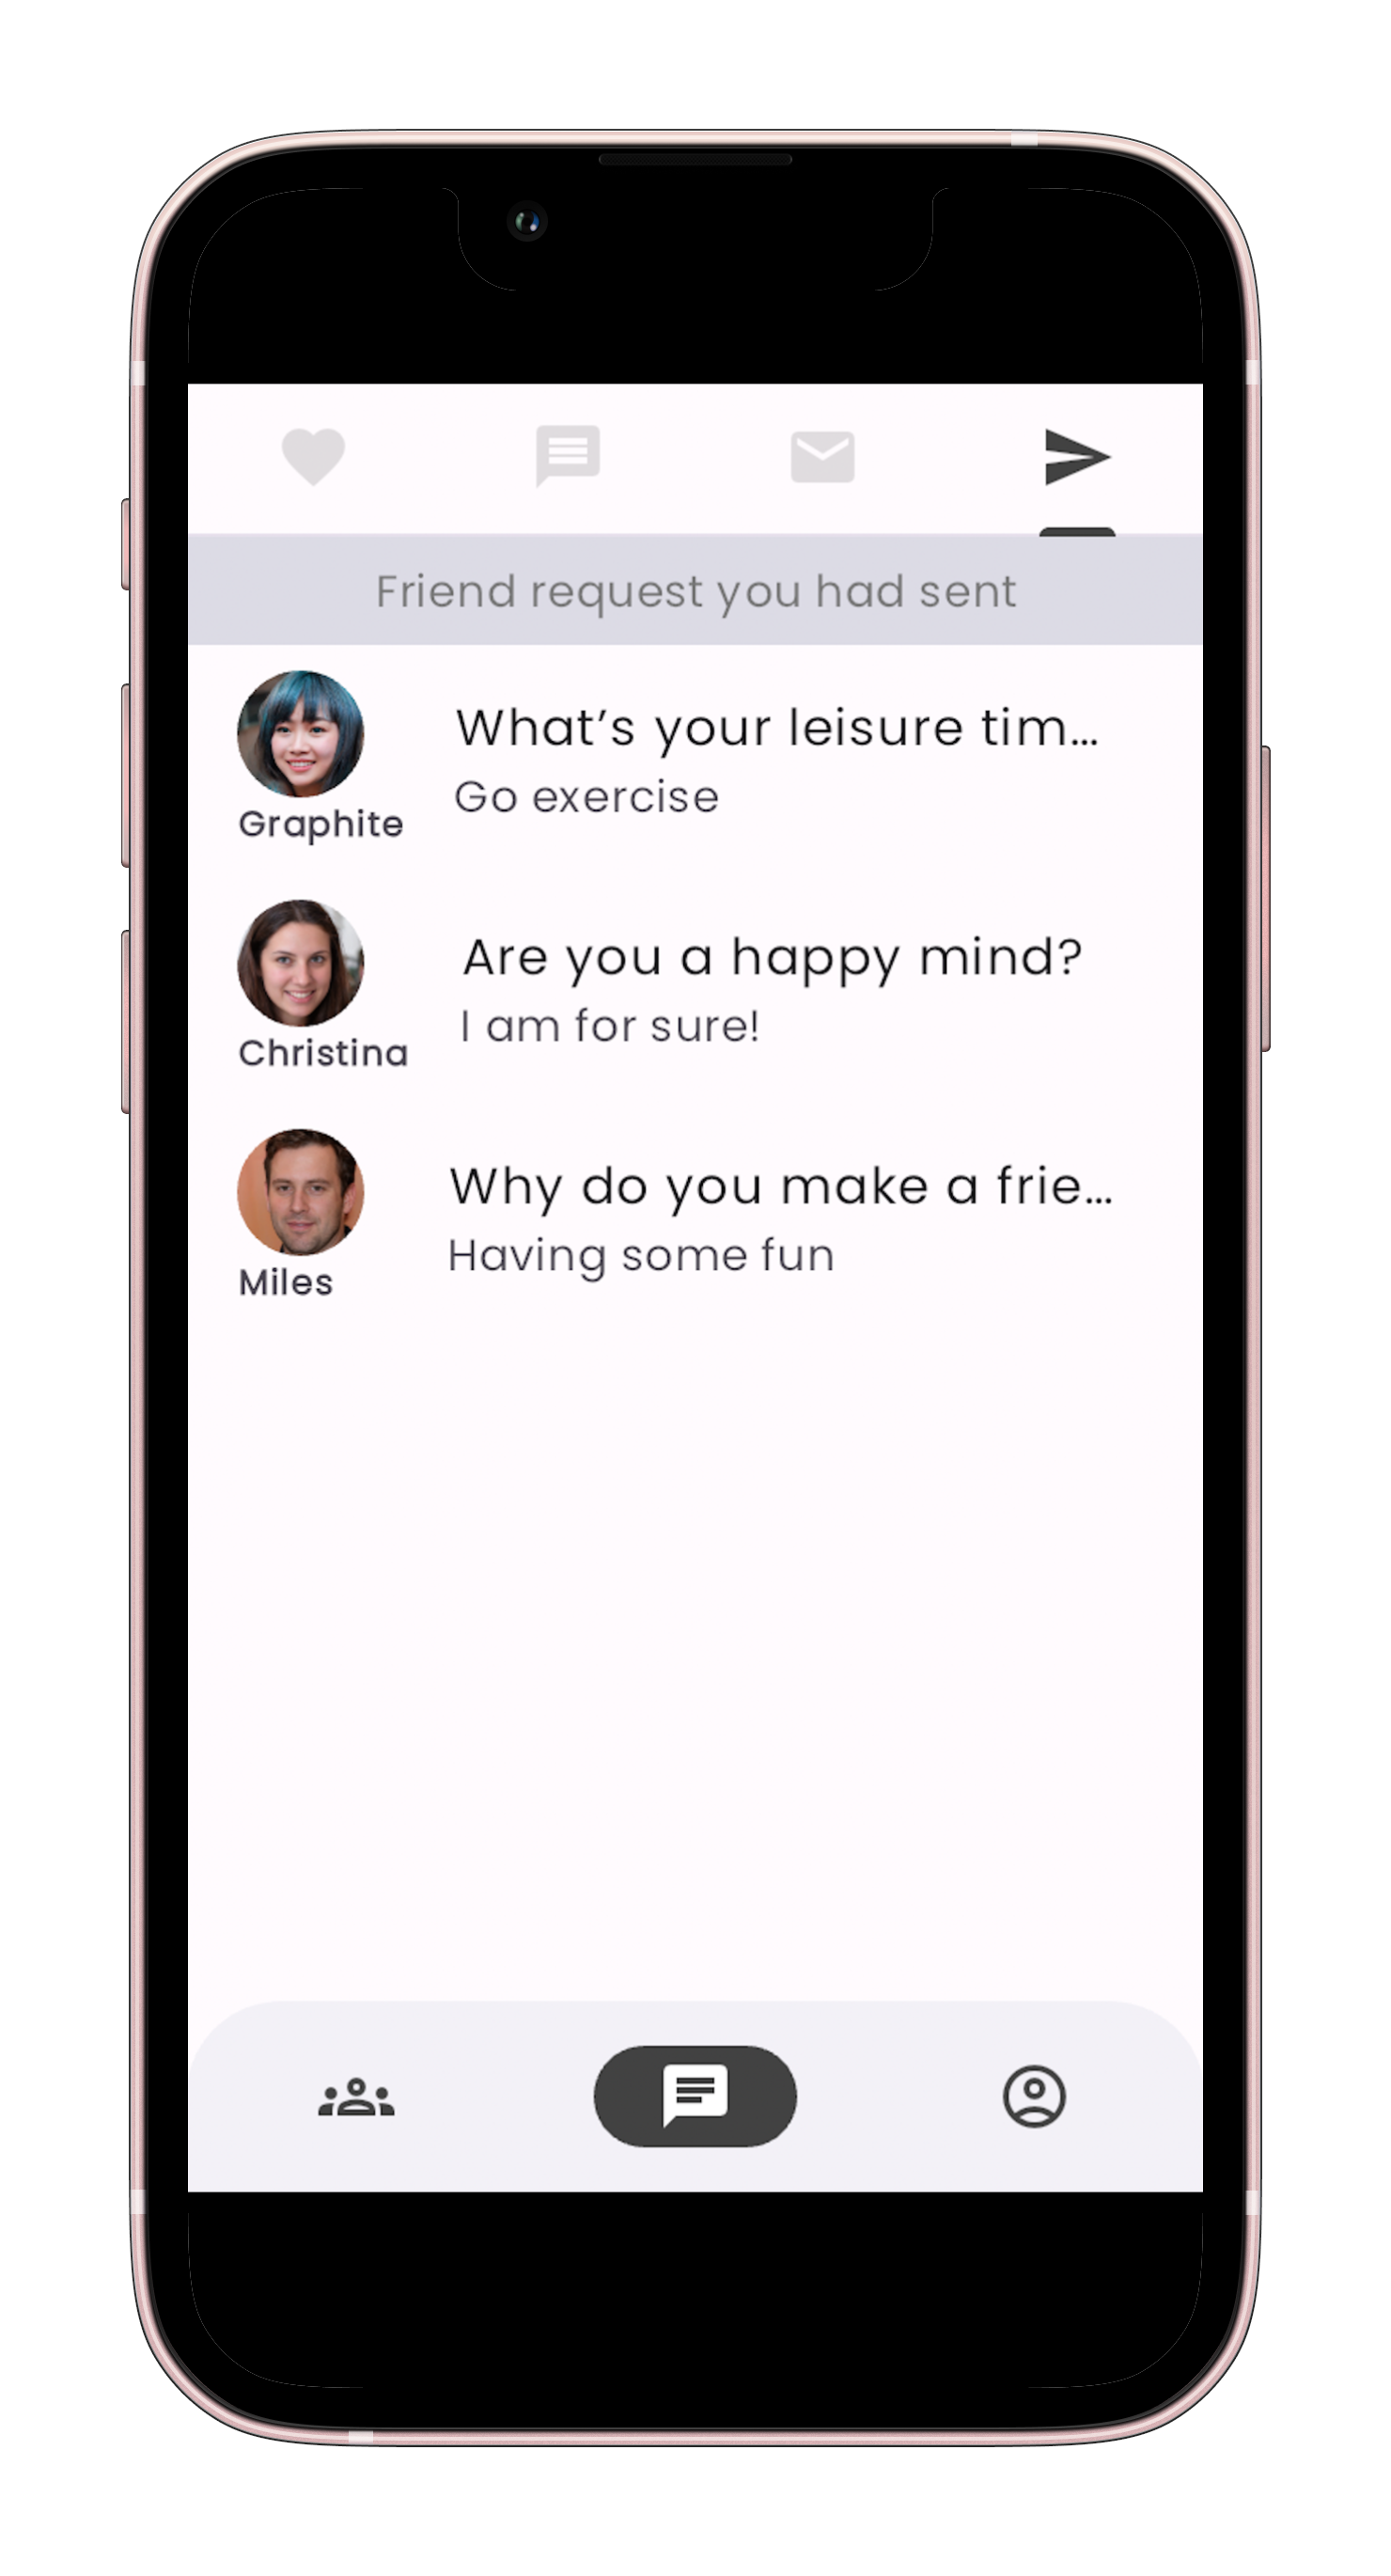 Friend request you had sent
What’s your leisure tim...
Go exercise
Graphite
Are you a happy mind?
I am for sure!
Christina
Why do you make a frie...
Having some fun
Miles